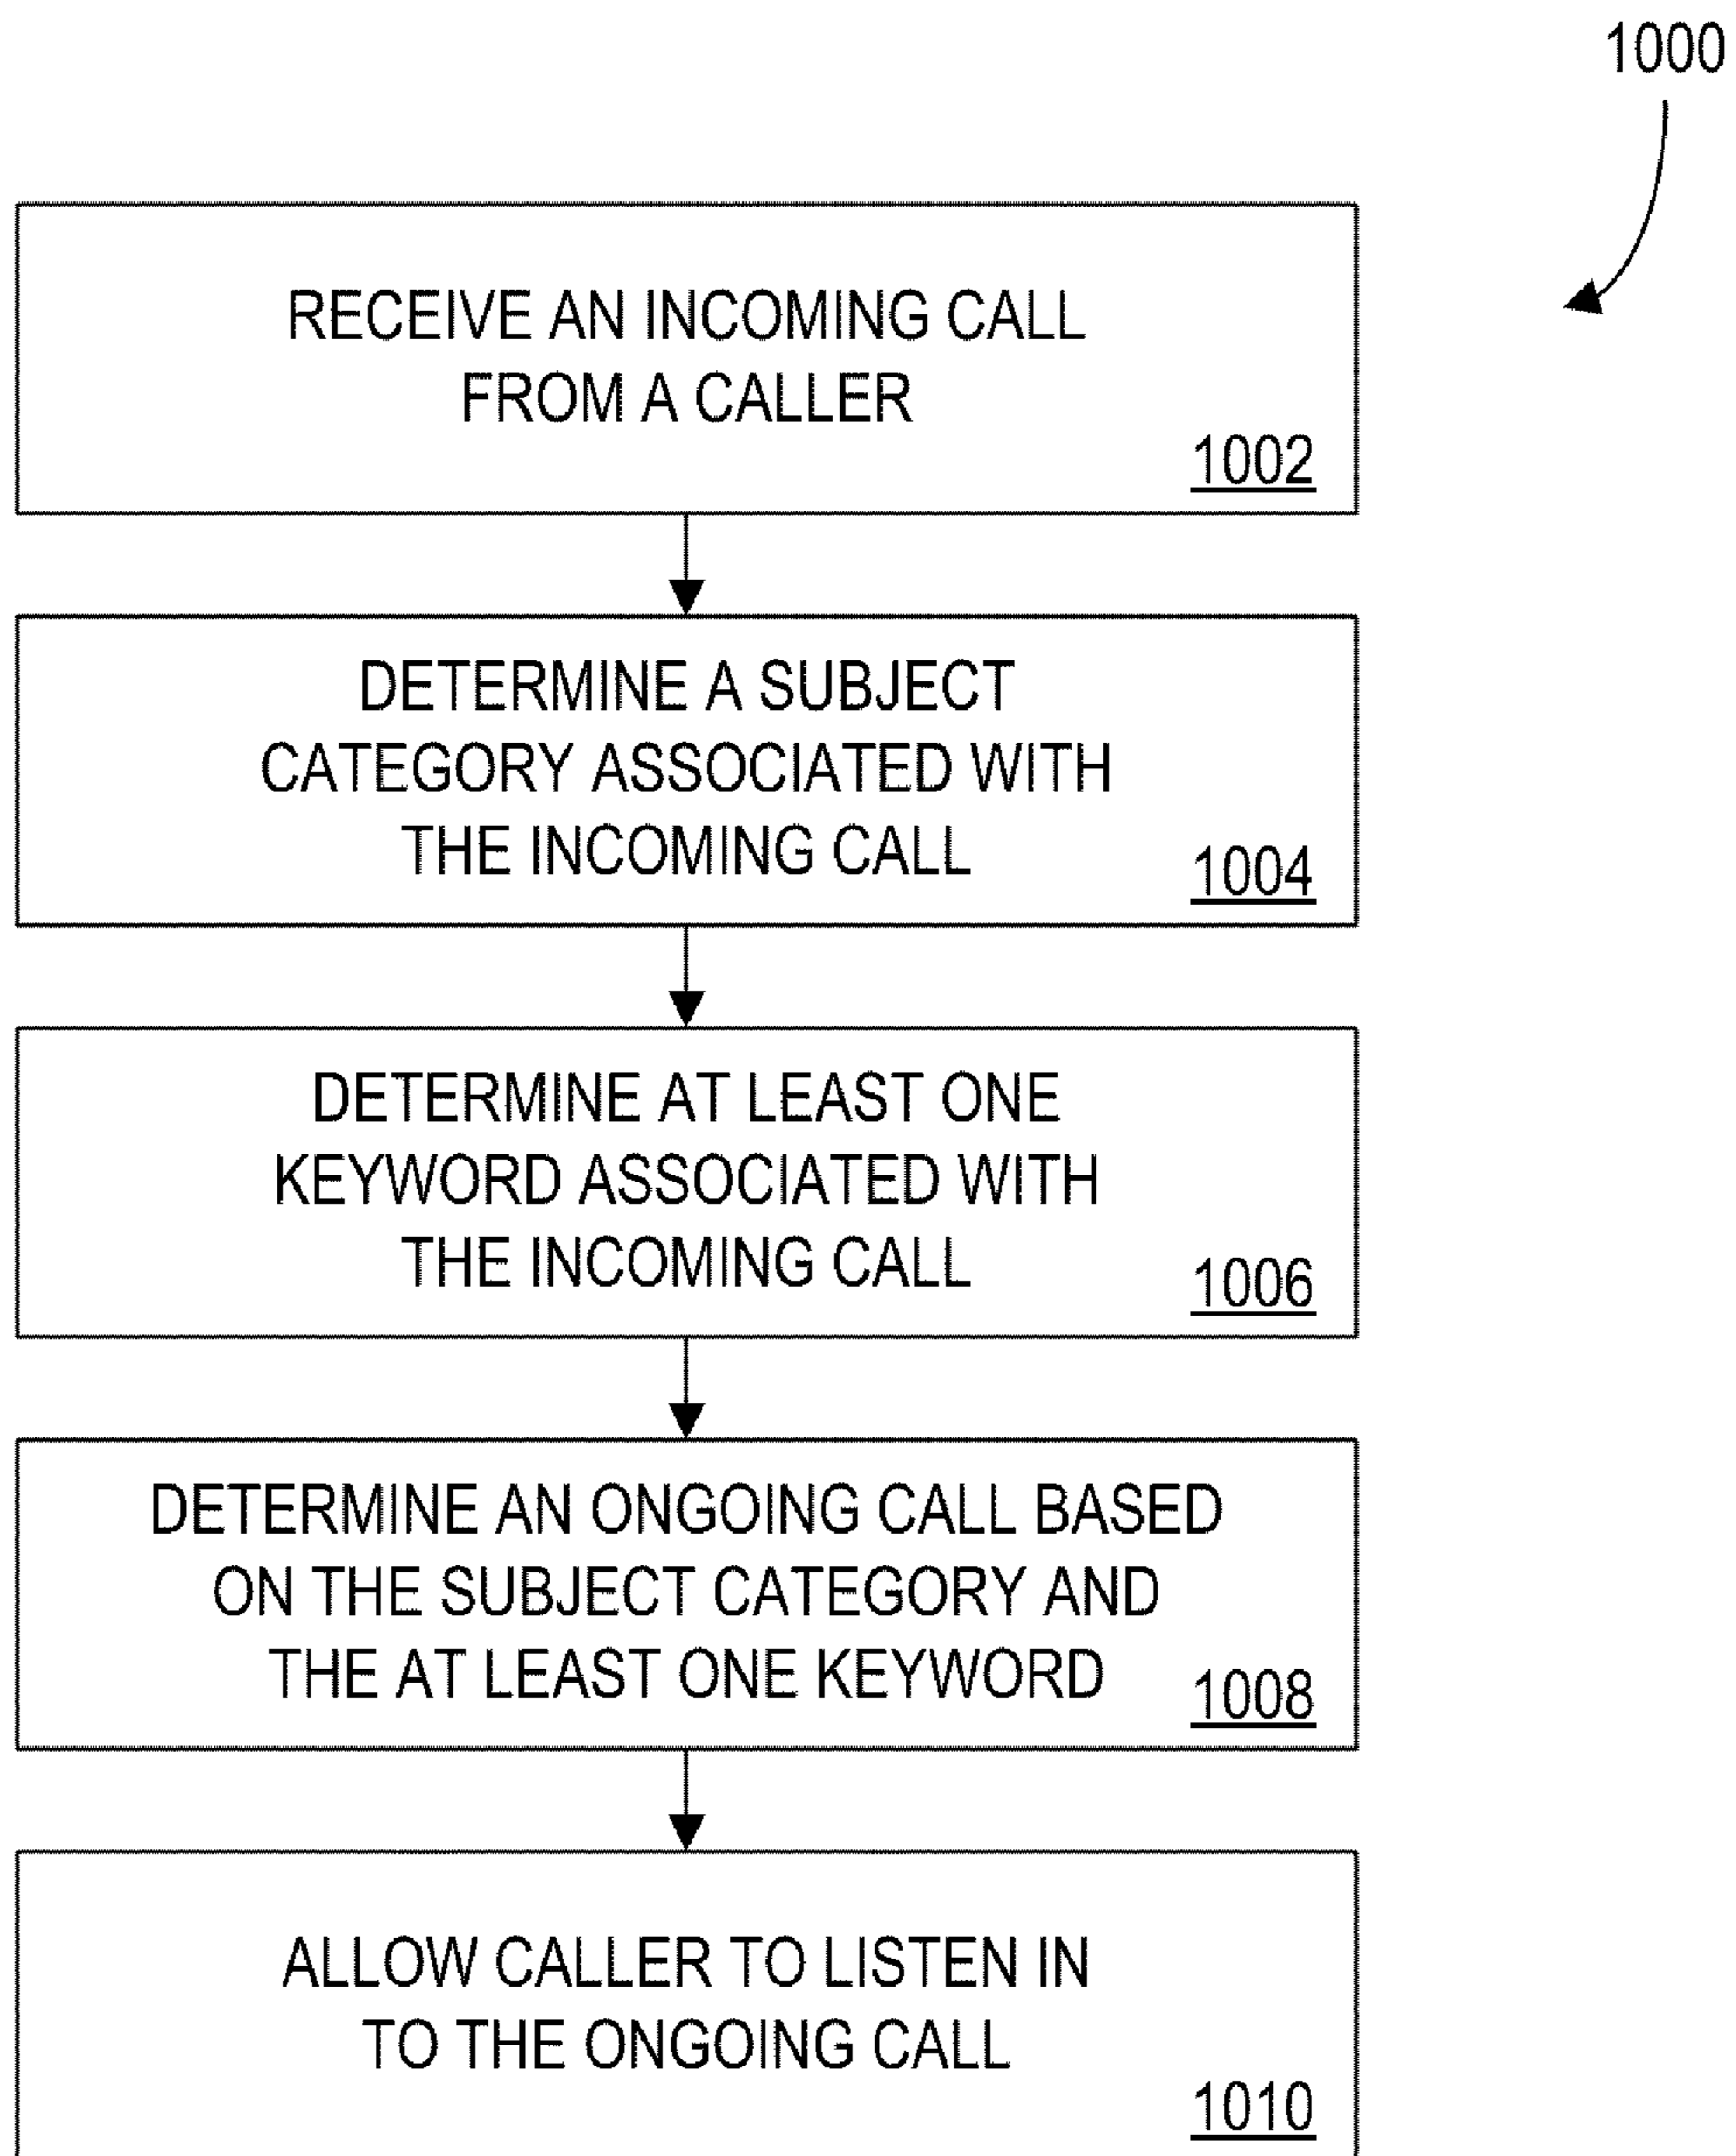 1000
RECEIVE AN INCOMING CALL
FROM A CALLER
1002
DETERMINE A SUBJECT
CATEGORY ASSOCIATED WITH
THE INCOMING CALL
1004
DETERMINE AT LEAST ONE
KEYWORD ASSOCIATED WITH
THE INCOMING CALL
1006
DETERMINE AN ONGOING CALL BASED
ON THE SUBJECT CATEGORY AND
THE AT LEAST ONE KEYWORD
1008
ALLOW CALLER TO LISTEN IN
TO THE ONGOING CALL
1010